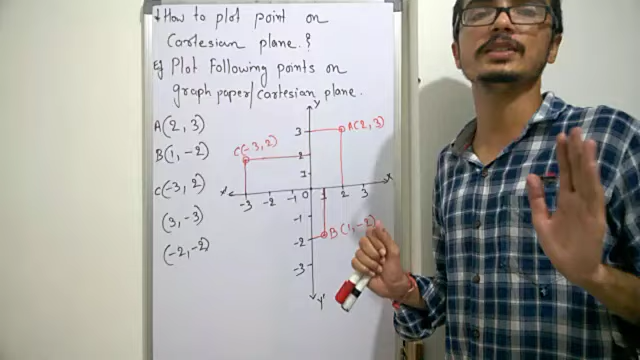 How to plot point on
Cartesian plane.?
Eg Plot Following points on
graph paper/cartesian plane.
A(2, 3)
B(1, -2)
C(-3, 2)
(3, -3)
(-2, -2)
Y
3
A(2, 3)
C(-3, 2)
2
1
X' X
-3 -2 -1 0 1 2 3
-1
B(1, -2)
-2
-3
Y'